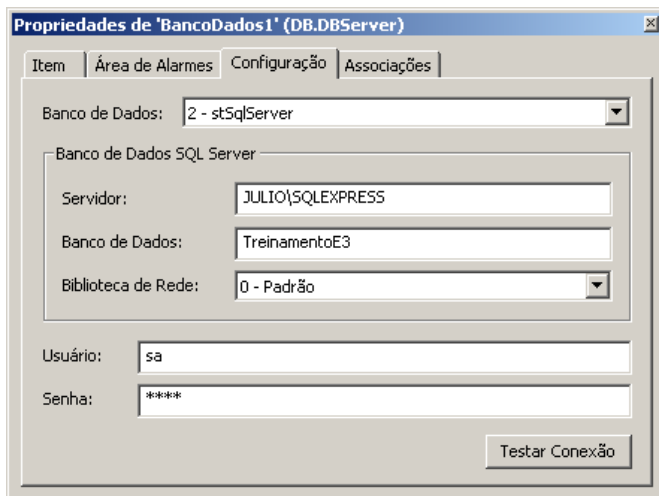 Propriedades de 'BancoDados1' (DB.DBServer)
Item Área de Alarmes Configuração Associações
Banco de Dados: 2 - stSqlServer
Banco de Dados SQL Server
Servidor: JULIO\SQLEXPRESS
Banco de Dados: TreinamentoE3
Biblioteca de Rede: 0 - Padrão
Usuário: sa
Senha: ****
Testar Conexão